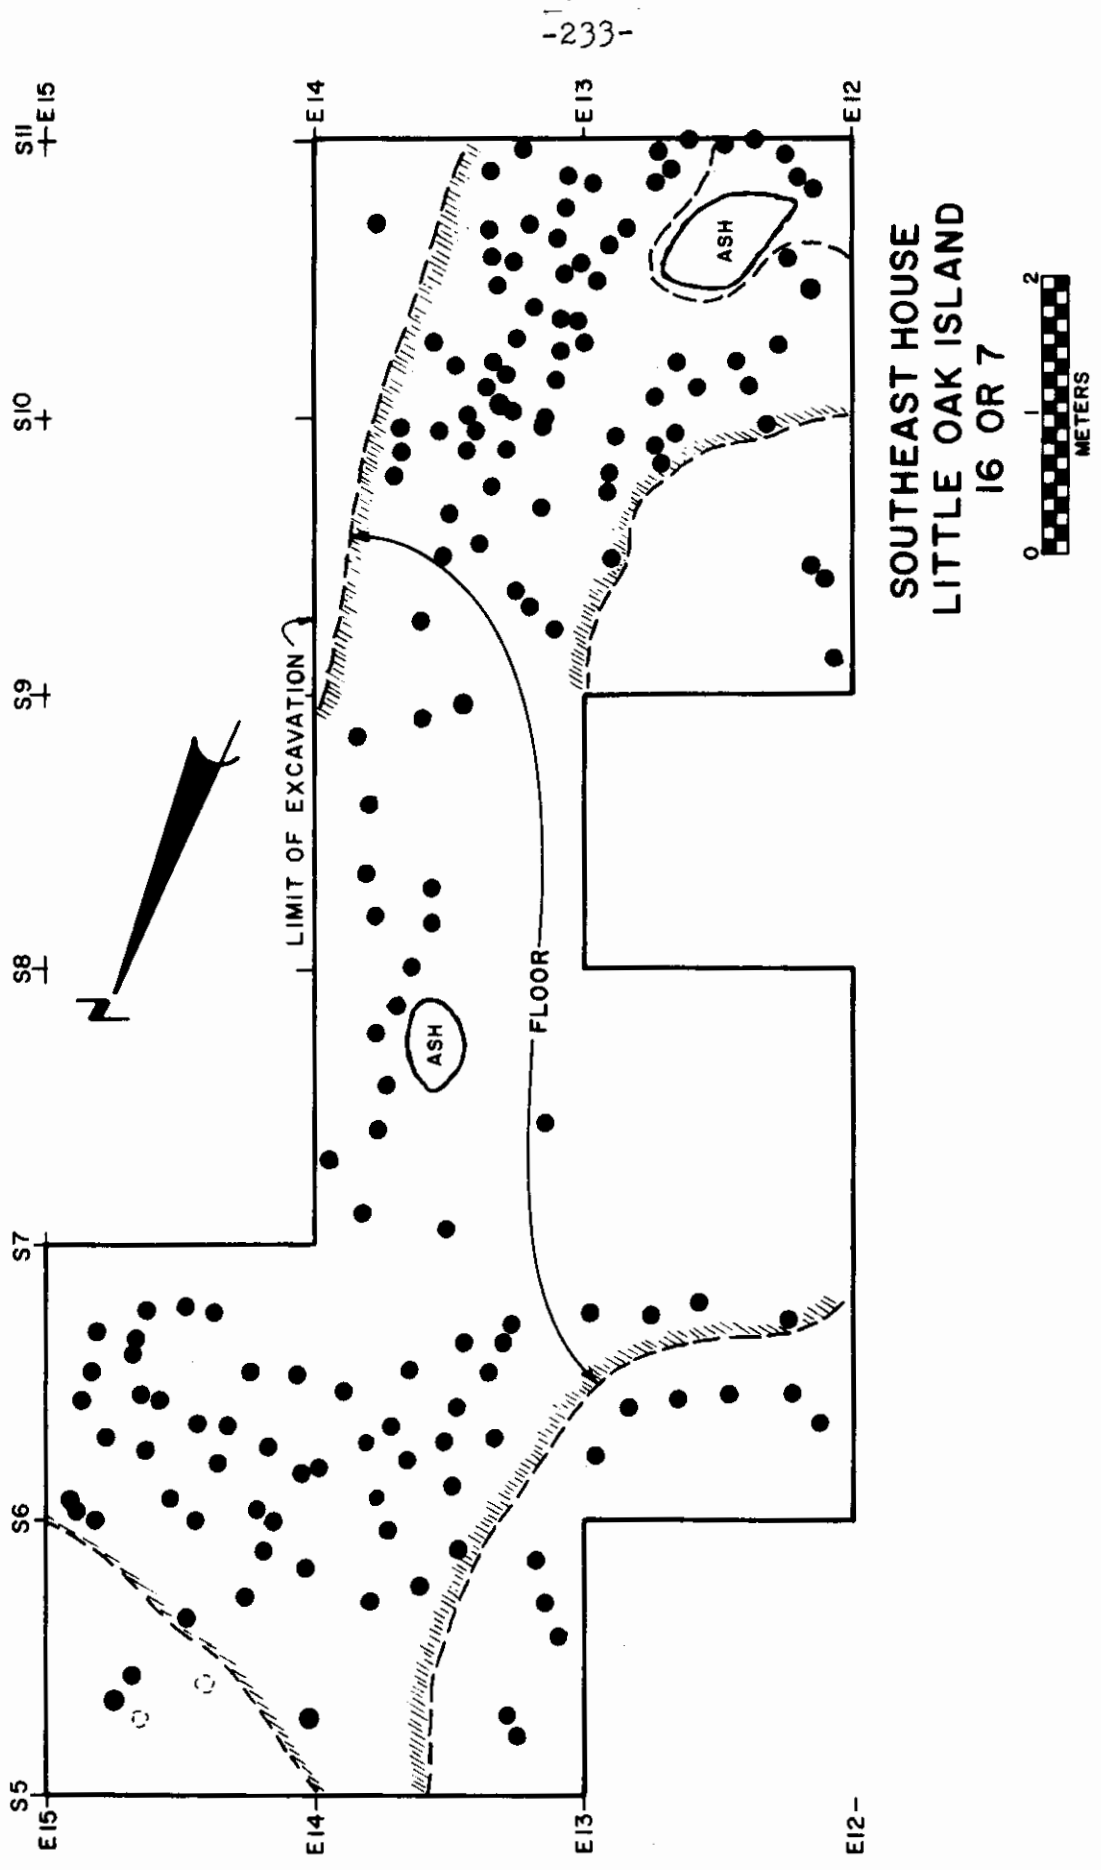 -233-
S11
E15
E14
E13
E12
S10
S9
S8
S7
S6
S5
E15
E14
E13
E12
LIMIT OF EXCAVATION
N
ASH
ASH
FLOOR
SOUTHEAST HOUSE
LITTLE OAK ISLAND
16 OR 7
0 1 2
METERS